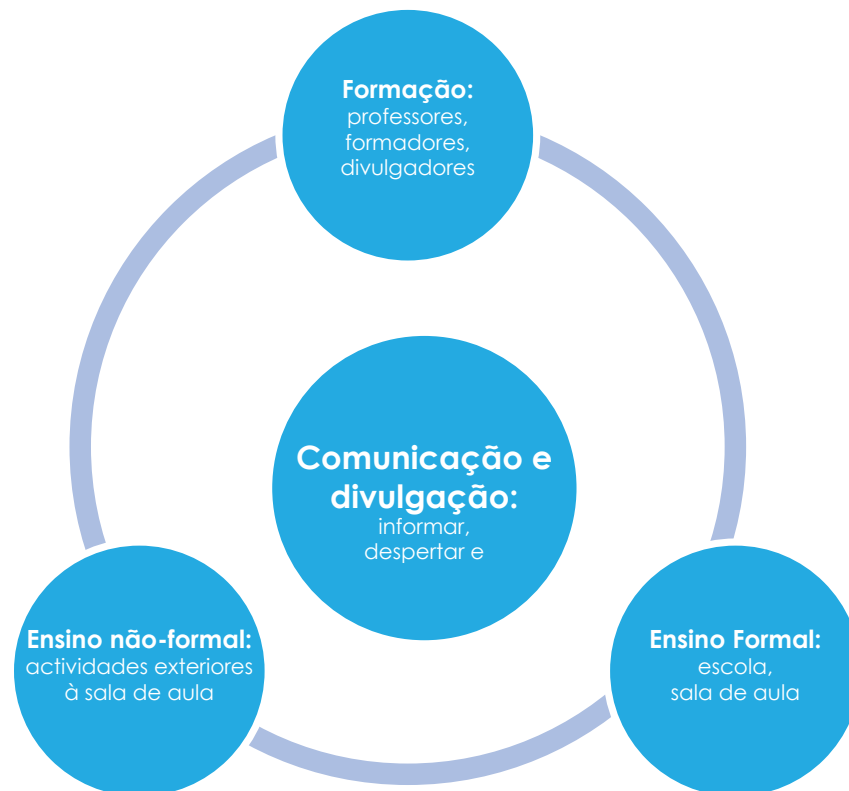 Formação:
professores,
formadores,
divulgadores
Comunicação e
divulgação:
informar,
despertar e
Ensino não-formal:
actividades exteriores
à sala de aula
Ensino Formal:
escola,
sala de aula